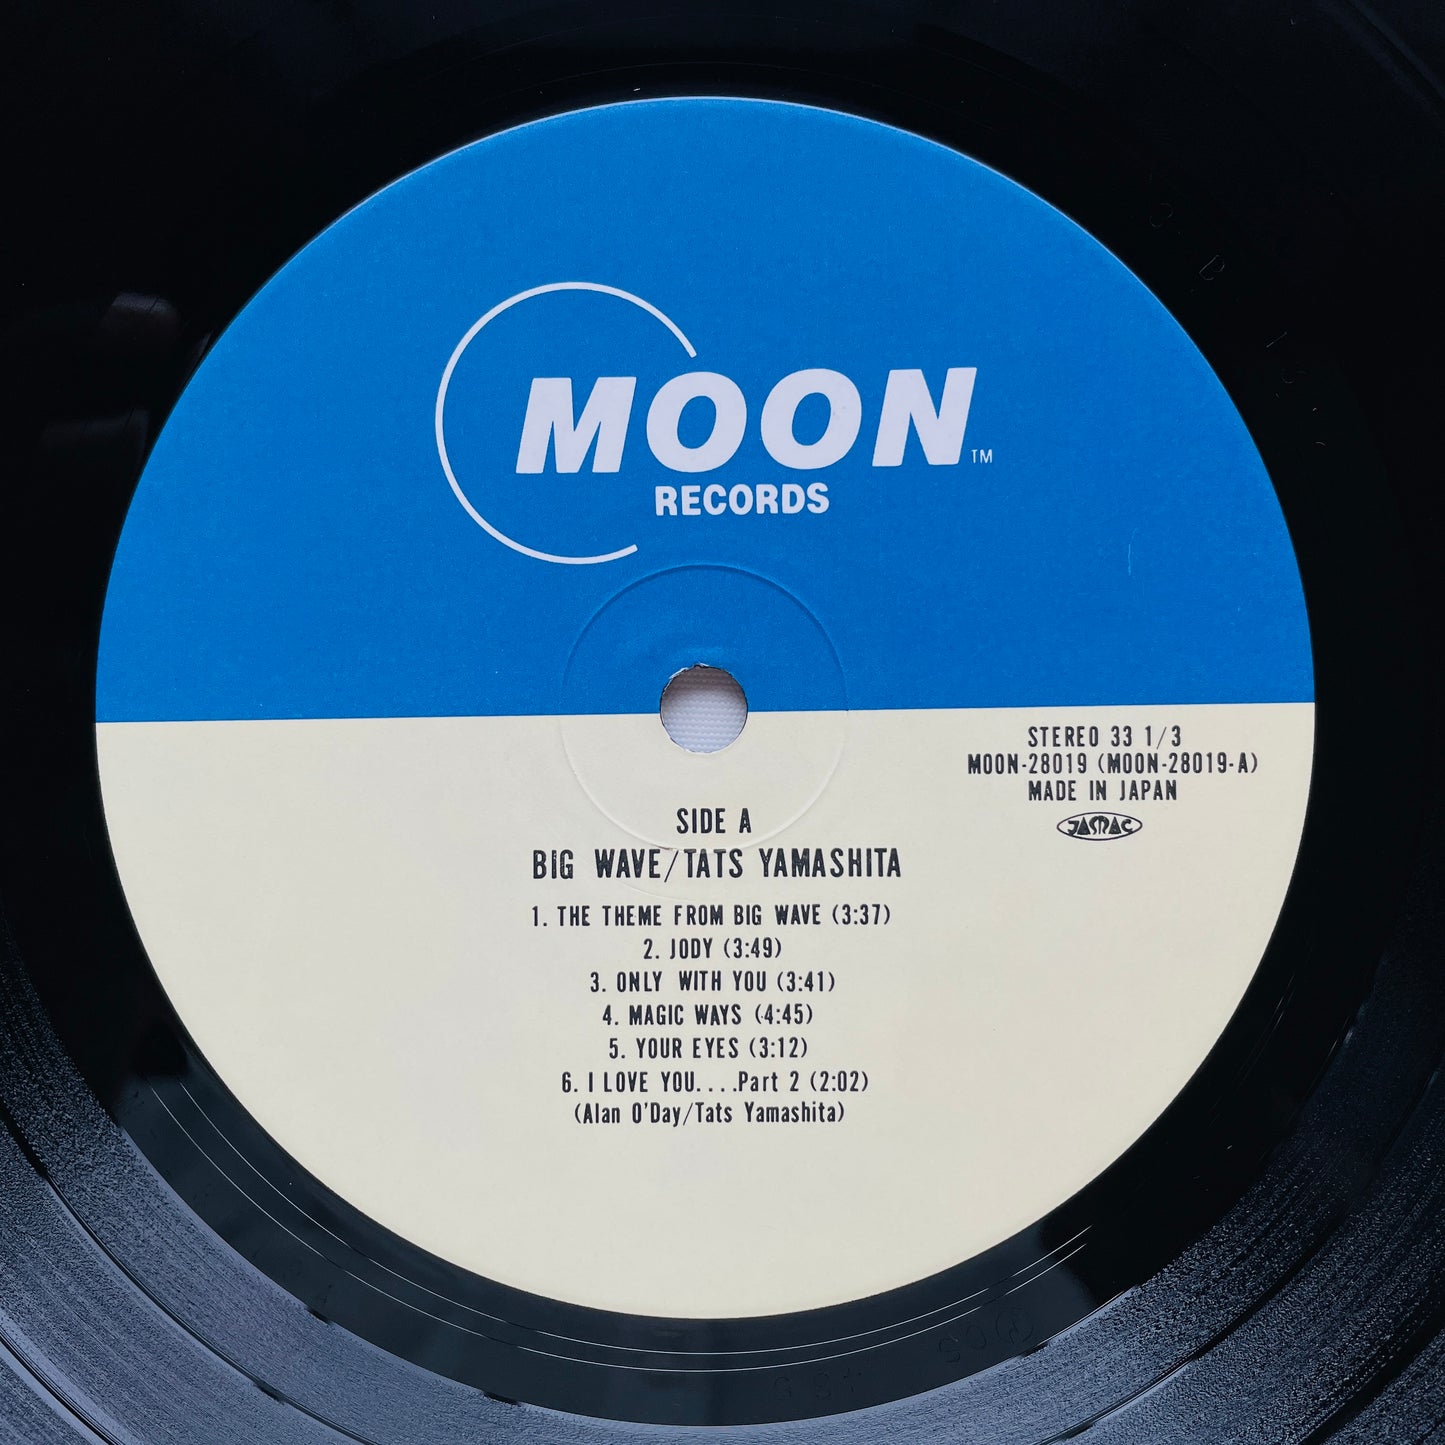 MOON
TM
RECORDS
STEREO 33 1/3
MOON-28019 (MOON-28019-A)
MADE IN JAPAN
JASRAC
SIDE A
BIG WAVE/TATS YAMASHITA
1. THE THEME FROM BIG WAVE (3:37)
2. JODY (3:49)
3. ONLY WITH YOU (3:41)
4. MAGIC WAYS (4:45)
5. YOUR EYES (3:12)
6. I LOVE YOU....Part 2 (2:02)
(Alan O'Day/Tats Yamashita)